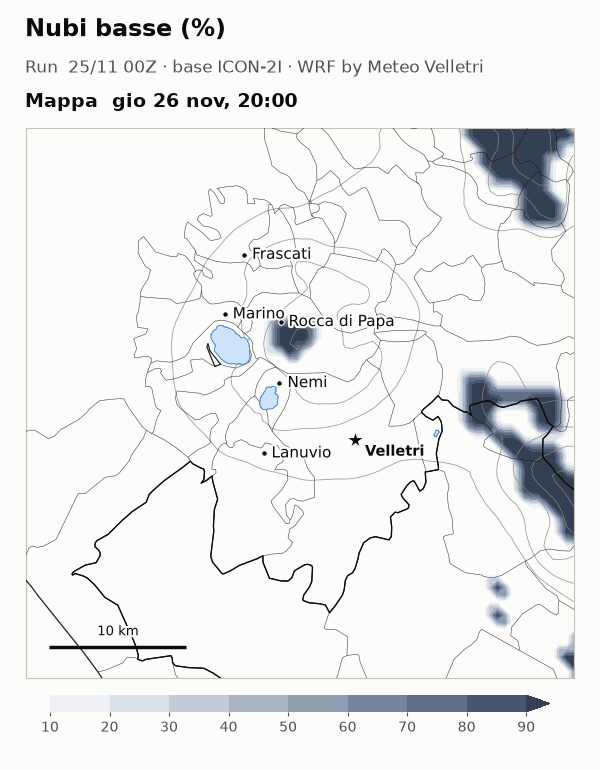 Nubi basse (%)
Run  25/11 00Z · base ICON-2I · WRF by Meteo Velletri
Mappa  gio 26 nov, 20:00
Frascati
Marino
Rocca di Papa
Nemi
Velletri
Lanuvio
10 km
10 20 30 40 50 60 70 80 90